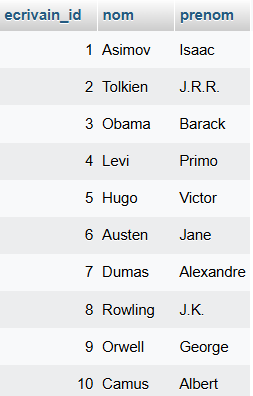 ecrivain_id nom prenom
1 Asimov Isaac
2 Tolkien J.R.R.
3 Obama Barack
4 Levi Primo
5 Hugo Victor
6 Austen Jane
7 Dumas Alexandre
8 Rowling J.K.
9 Orwell George
10 Camus Albert